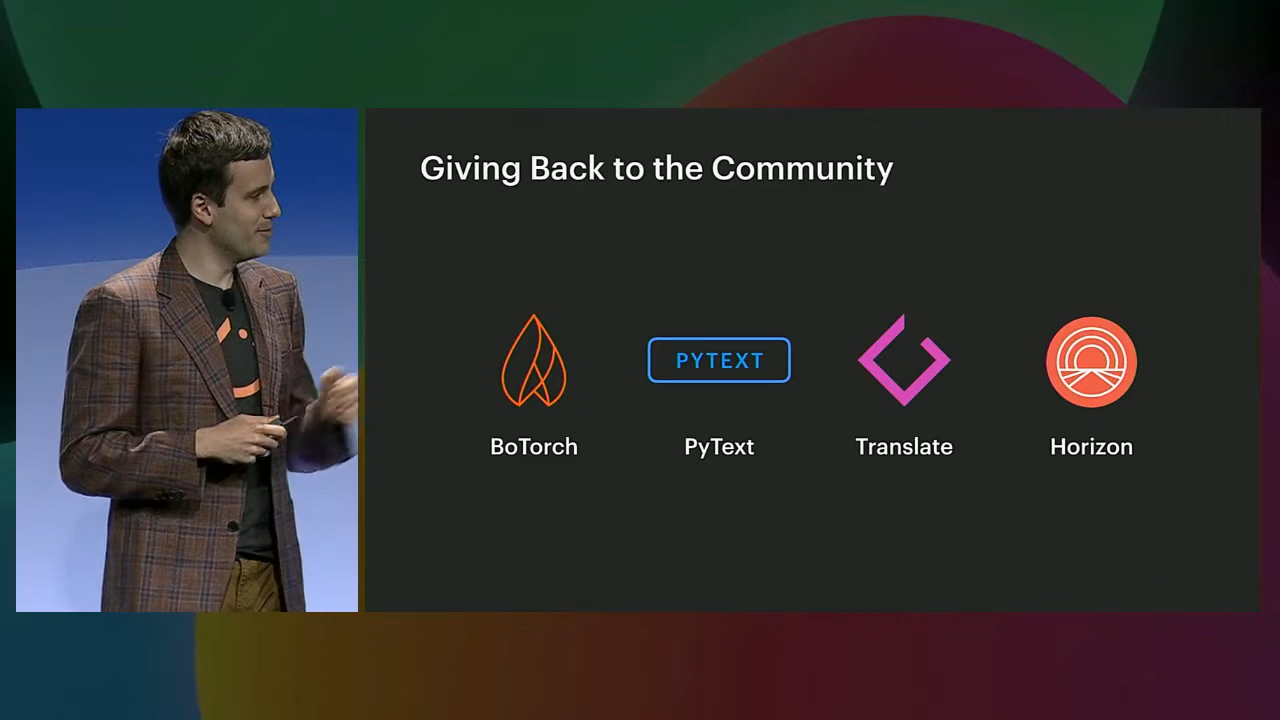 Giving Back to the Community
PYTEXT
BoTorch
PyText
Translate
Horizon